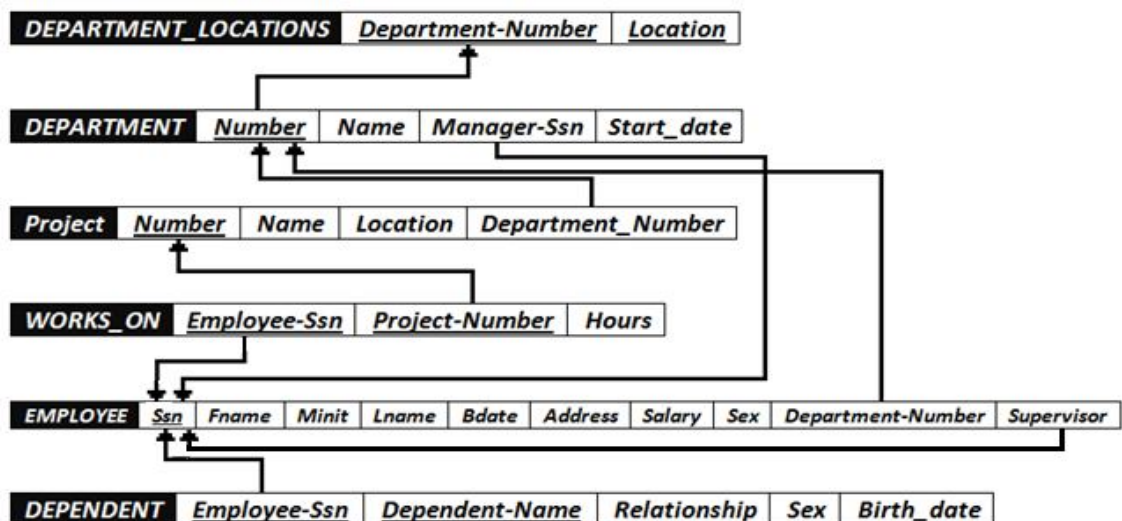 DEPARTMENT_LOCATIONS Department-Number Location
DEPARTMENT Number Name Manager-Ssn Start_date
Project Number Name Location Department_Number
WORKS_ON Employee-Ssn Project-Number Hours
EMPLOYEE Ssn Fname Minit Lname Bdate Address Salary Sex Department-Number Supervisor
DEPENDENT Employee-Ssn Dependent-Name Relationship Sex Birth_date